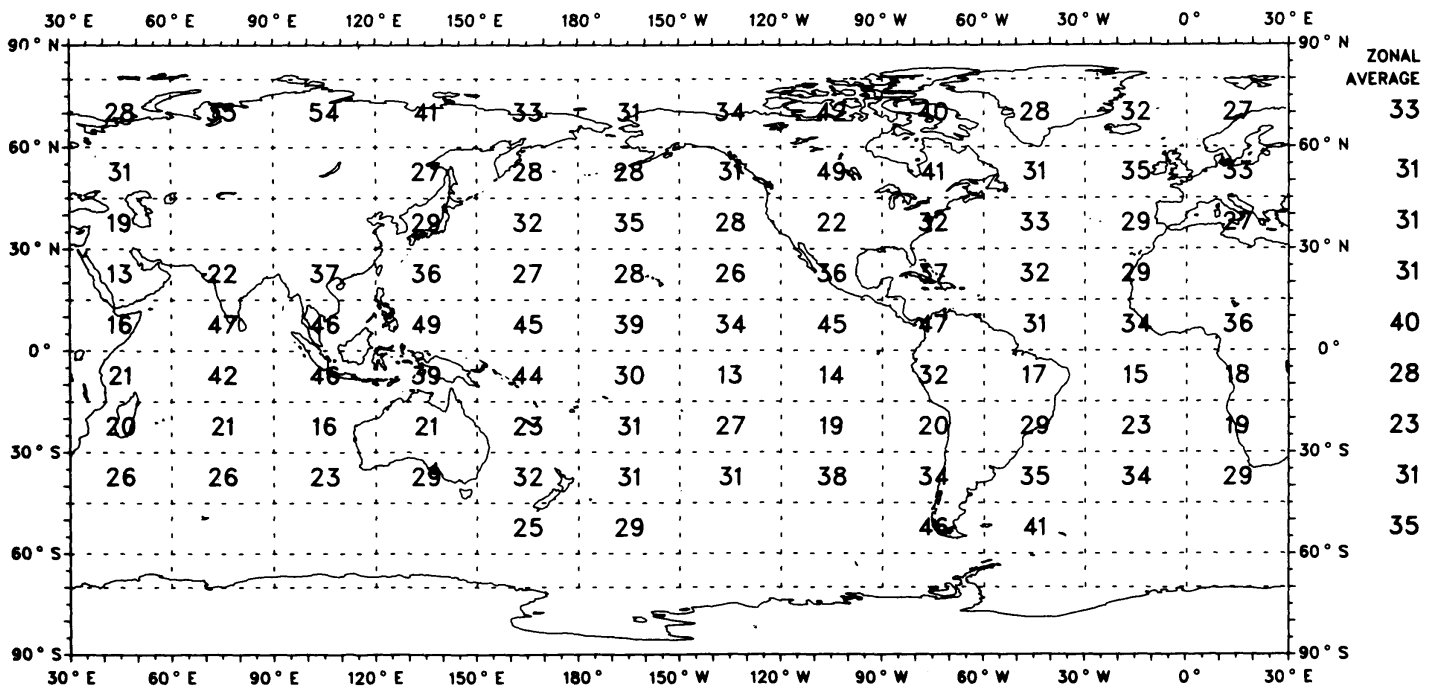 30° E 60° E 90° E 120° E 150° E 180° 150° W 120° W 90° W 60° W 30° W 0° 30° E
90° N 90° N
ZONAL
AVERAGE
28 35 54 41 33 31 34 42 40 28 32 27 33
60° N 60° N
31 27 28 28 31 49 41 31 35 33 31
19 29 32 35 28 22 32 33 29 27 31
30° N 30° N
13 22 37 36 27 28 26 36 37 32 29 31
16 47 46 49 45 39 34 45 47 31 34 36 40
0° 0°
21 42 46 39 44 30 13 14 32 17 15 18 28
20 21 16 21 23 31 27 19 20 29 23 19 23
30° S 30° S
26 26 23 29 32 31 31 38 34 35 34 29 31
25 29 46 41 35
60° S 60° S
90° S 90° S
30° E 60° E 90° E 120° E 150° E 180° 150° W 120° W 90° W 60° W 30° W 0° 30° E